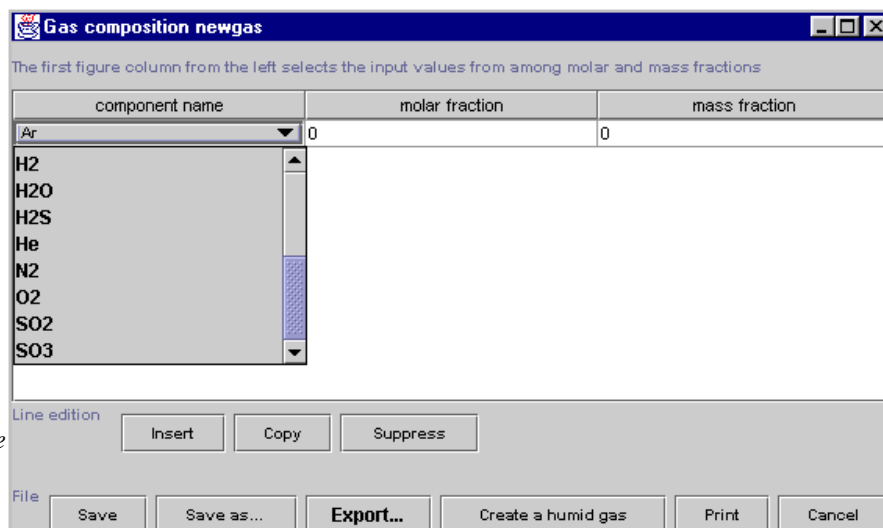 Gas composition newgas
The first figure column from the left selects the input values from among molar and mass fractions
component name molar fraction mass fraction
Ar 0 0
H2
H2O
H2S
He
N2
O2
SO2
SO3
Line edition
Insert Copy Suppress
e
File
Save Save as... Export... Create a humid gas Print Cancel